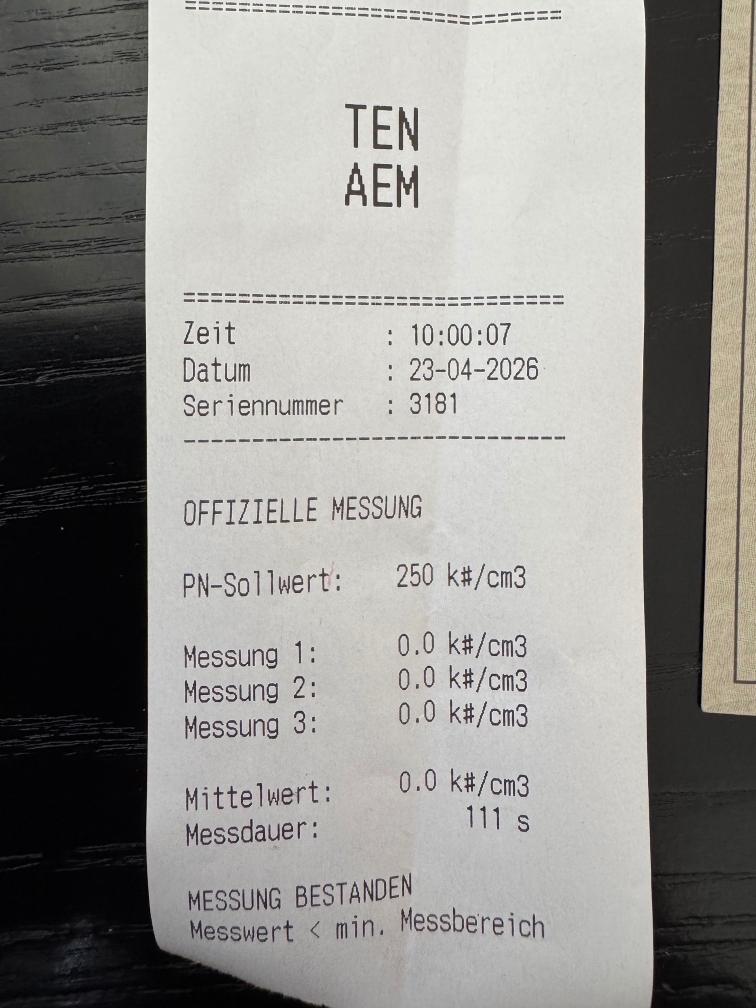 =================================
TEN
AEM
=================================
Zeit : 10:00:07
Datum : 23-04-2026
Seriennummer : 3181
---------------------------------
OFFIZIELLE MESSUNG
PN-Sollwert: 250 k#/cm3
Messung 1: 0.0 k#/cm3
Messung 2: 0.0 k#/cm3
Messung 3: 0.0 k#/cm3
Mittelwert: 0.0 k#/cm3
Messdauer: 111 s
MESSUNG BESTANDEN
Messwert < min. Messbereich